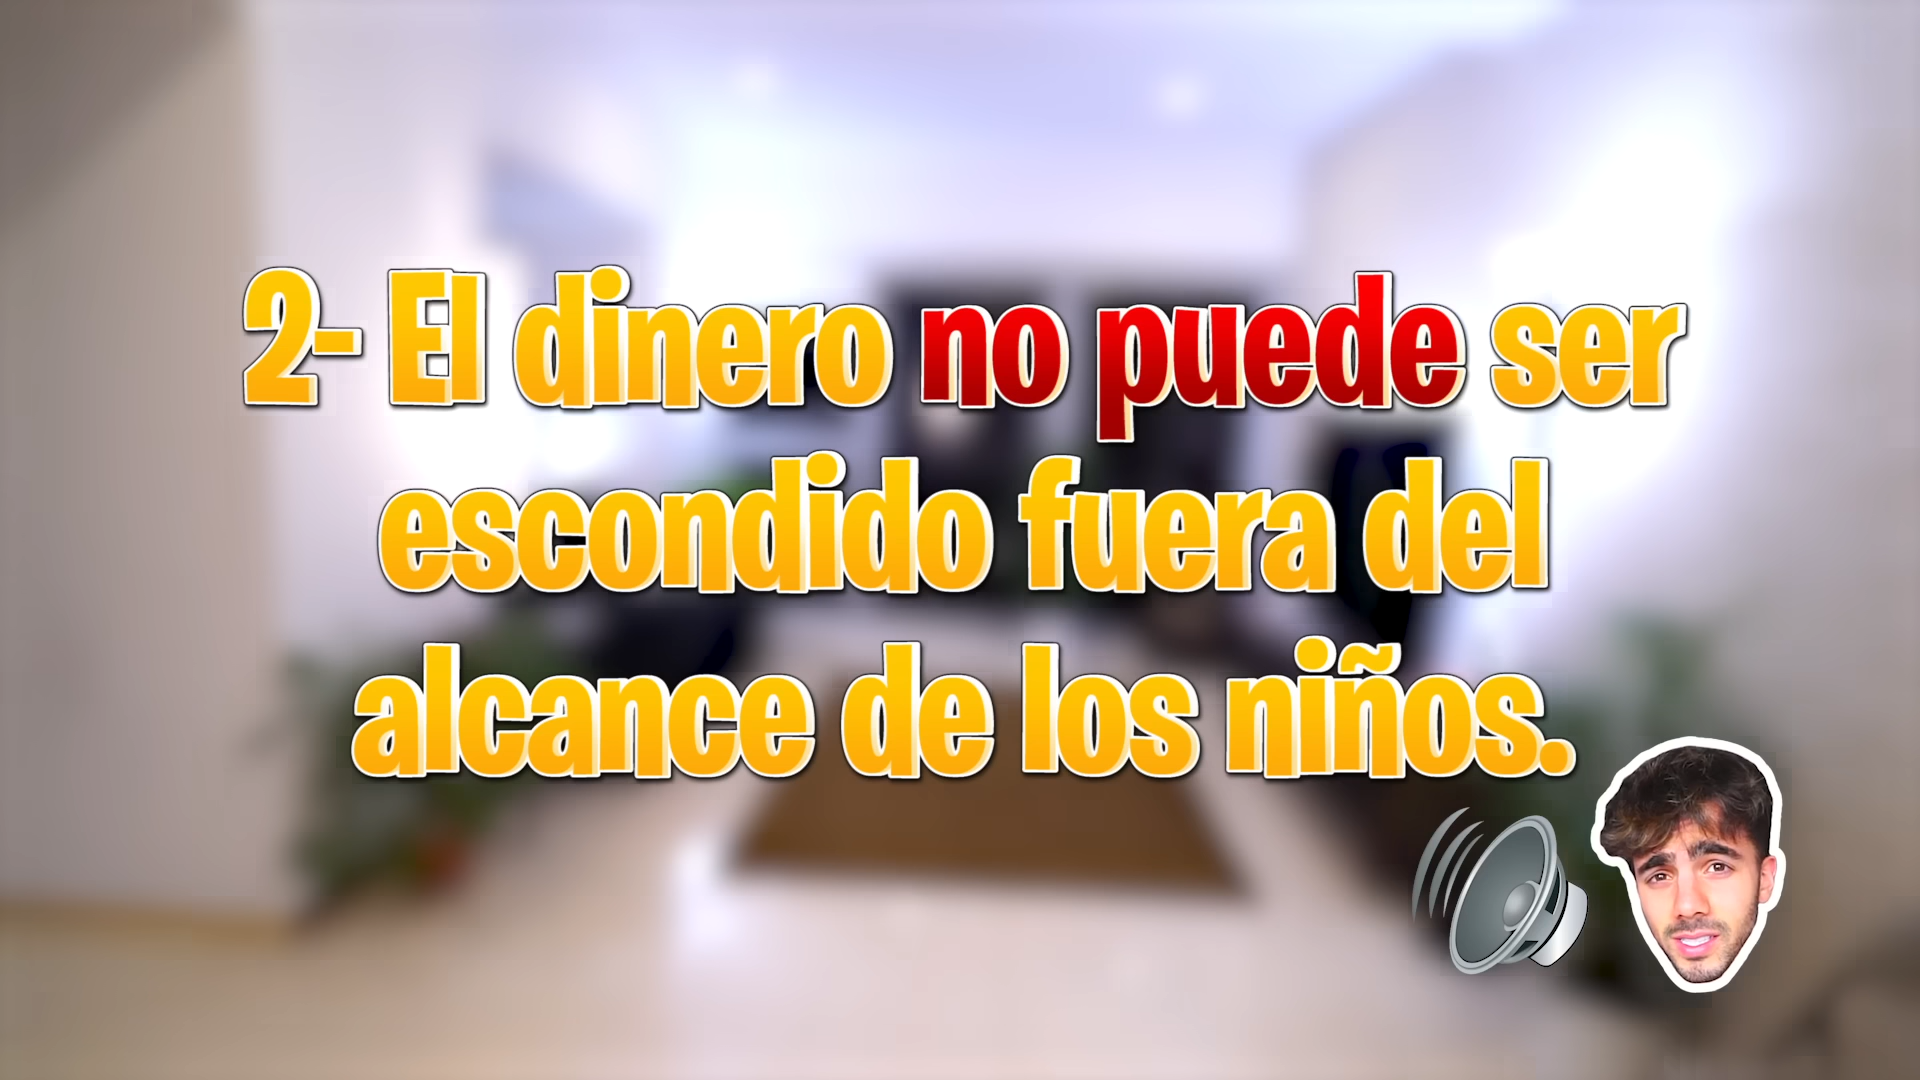 2- El dinero no puede ser
escondido fuera del
alcance de los niños.